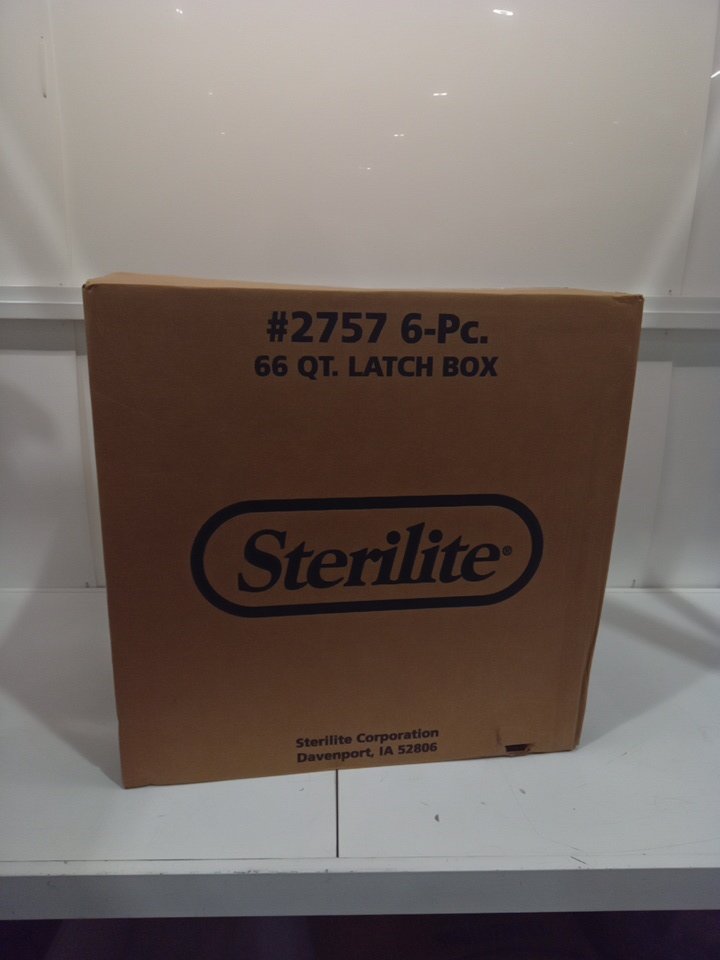 #2757 6-Pc.
66 QT. LATCH BOX
Sterilite®
Sterilite Corporation
Davenport, IA 52806